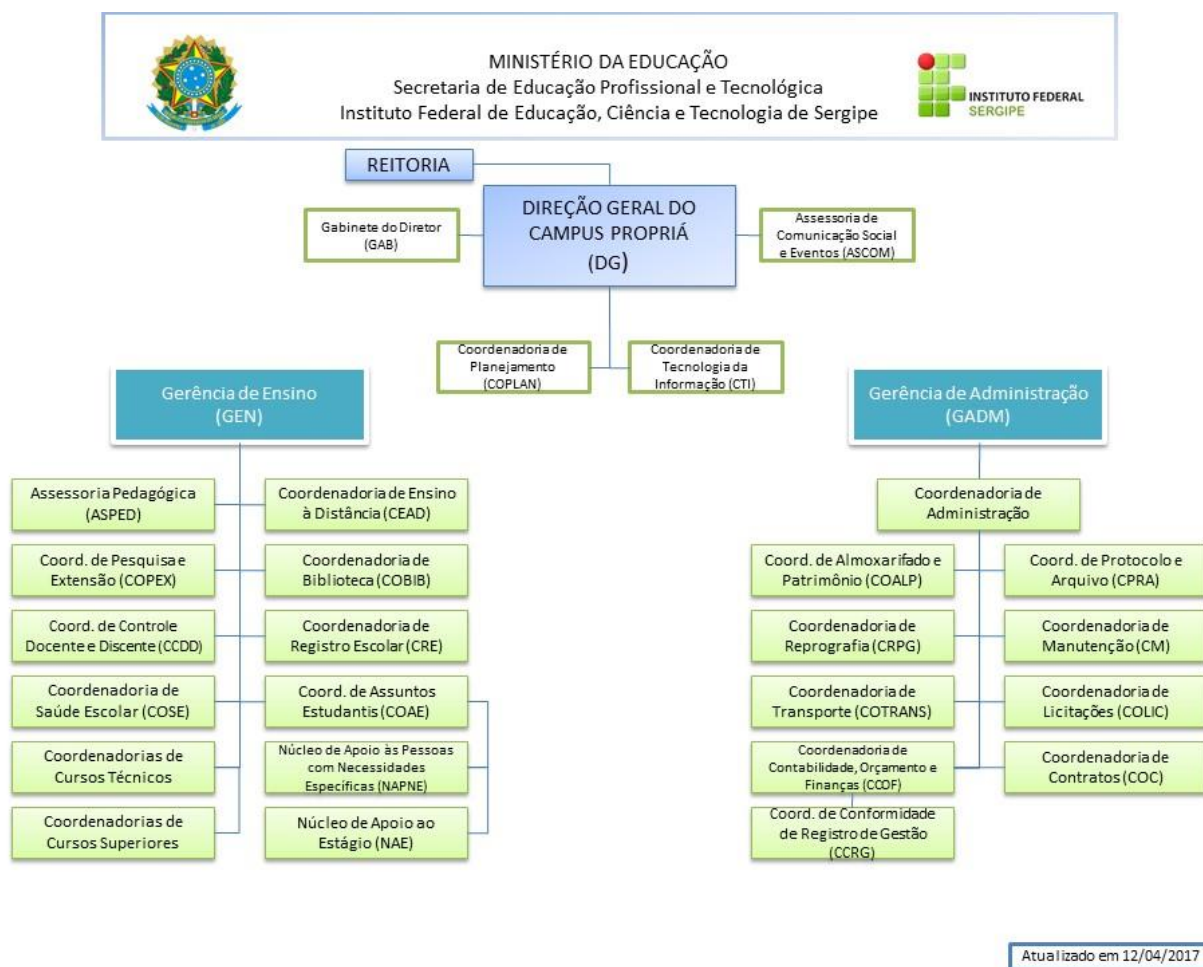 MINISTÉRIO DA EDUCAÇÃO
Secretaria de Educação Profissional e Tecnológica
Instituto Federal de Educação, Ciência e Tecnologia de Sergipe
INSTITUTO FEDERAL
SERGIPE
REITORIA
DIREÇÃO GERAL DO
CAMPUS PROPRIÁ
(DG)
Gabinete do Diretor
(GAB)
Assessoria de
Comunicação Social
e Eventos (ASCOM)
Coordenadoria de
Planejamento
(COPLAN)
Coordenadoria de
Tecnologia da
Informação (CTI)
Gerência de Ensino
(GEN)
Gerência de Administração
(GADM)
Assessoria Pedagógica
(ASPED)
Coordenadoria de Ensino
à Distância (CEAD)
Coord. de Pesquisa e
Extensão (COPEX)
Coordenadoria de
Biblioteca (COBIB)
Coord. de Controle
Docente e Discente (CCDD)
Coordenadoria de
Registro Escolar (CRE)
Coordenadoria de
Saúde Escolar (COSE)
Coord. de Assuntos
Estudantis (COAE)
Coordenadorias de
Cursos Técnicos
Núcleo de Apoio às Pessoas
com Necessidades
Específicas (NAPNE)
Coordenadorias de
Cursos Superiores
Núcleo de Apoio ao
Estágio (NAE)
Coordenadoria de
Administração
Coord. de Almoxarifado e
Patrimônio (COALP)
Coord. de Protocolo e
Arquivo (CPRA)
Coordenadoria de
Reprografia (CRPG)
Coordenadoria de
Manutenção (CM)
Coordenadoria de
Transporte (COTRANS)
Coordenadoria de
Licitações (COLIC)
Coordenadoria de
Contabilidade, Orçamento e
Finanças (CCOF)
Coordenadoria de
Contratos (COC)
Coord. de Conformidade
de Registro de Gestão
(CCRG)
Atualizado em 12/04/2017